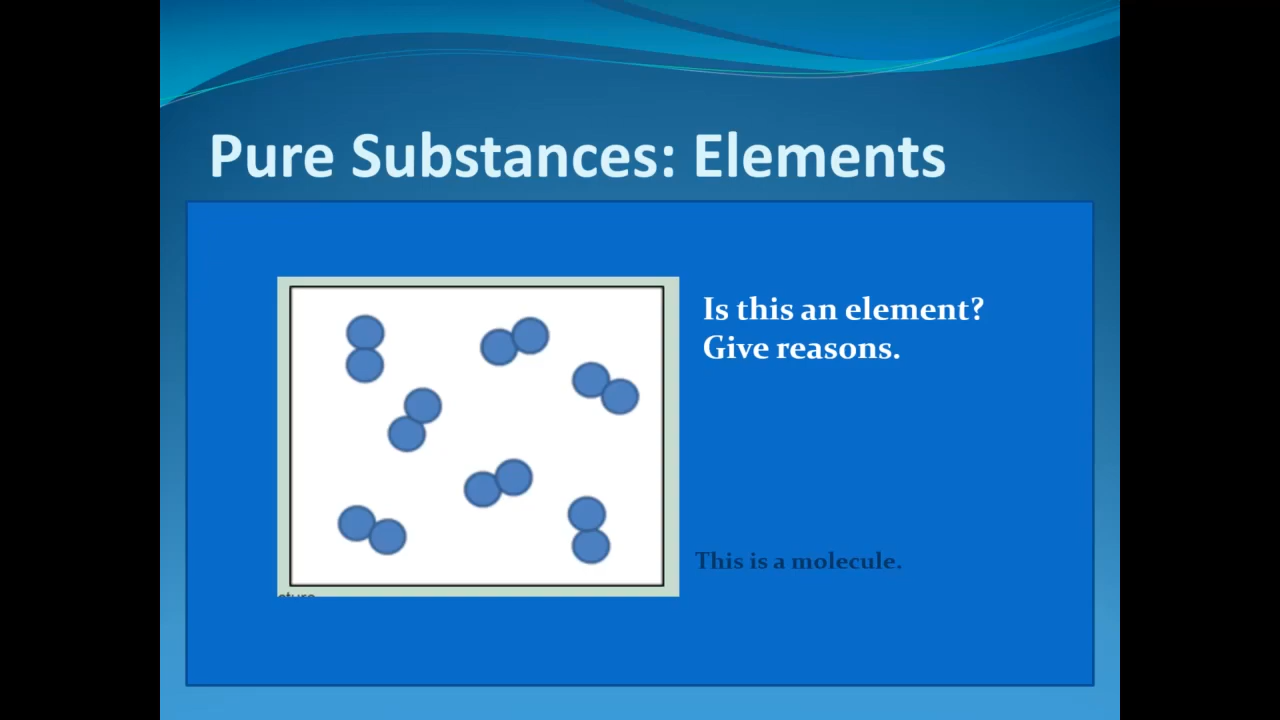 Pure Substances: Elements
Is this an element?
Give reasons.
This is a molecule.